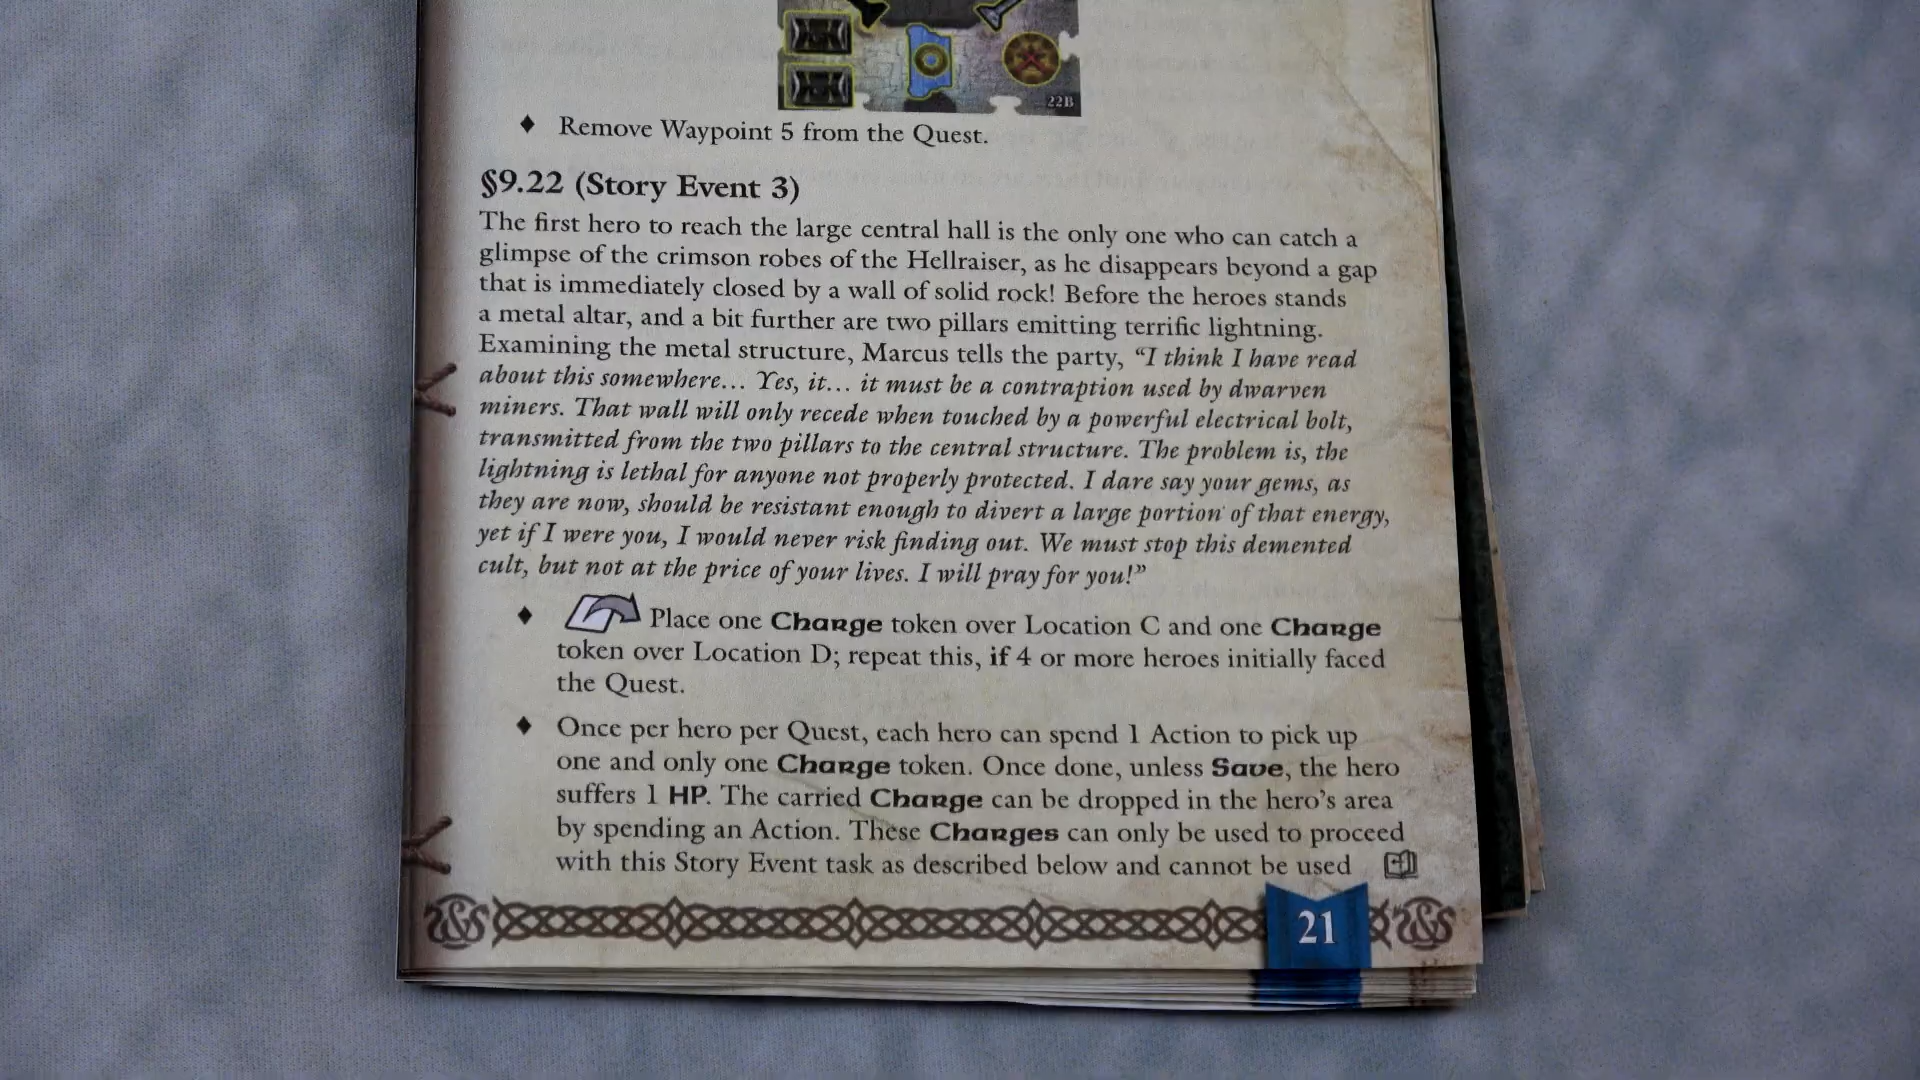 22B
♦ Remove Waypoint 5 from the Quest.
§9.22 (Story Event 3)
The first hero to reach the large central hall is the only one who can catch a
glimpse of the crimson robes of the Hellraiser, as he disappears beyond a gap
that is immediately closed by a wall of solid rock! Before the heroes stands
a metal altar, and a bit further are two pillars emitting terrific lightning.
Examining the metal structure, Marcus tells the party, “I think I have read
about this somewhere… Yes, it… it must be a contraption used by dwarven
miners. That wall will only recede when touched by a powerful electrical bolt,
transmitted from the two pillars to the central structure. The problem is, the
lightning is lethal for anyone not properly protected. I dare say your gems, as
they are now, should be resistant enough to divert a large portion of that energy,
yet if I were you, I would never risk finding out. We must stop this demented
cult, but not at the price of your lives. I will pray for you!”
♦ Place one Charge token over Location C and one Charge
token over Location D; repeat this, if 4 or more heroes initially faced
the Quest.
♦ Once per hero per Quest, each hero can spend 1 Action to pick up
one and only one Charge token. Once done, unless Save, the hero
suffers 1 HP. The carried Charge can be dropped in the hero’s area
by spending an Action. These Charges can only be used to proceed
with this Story Event task as described below and cannot be used
21